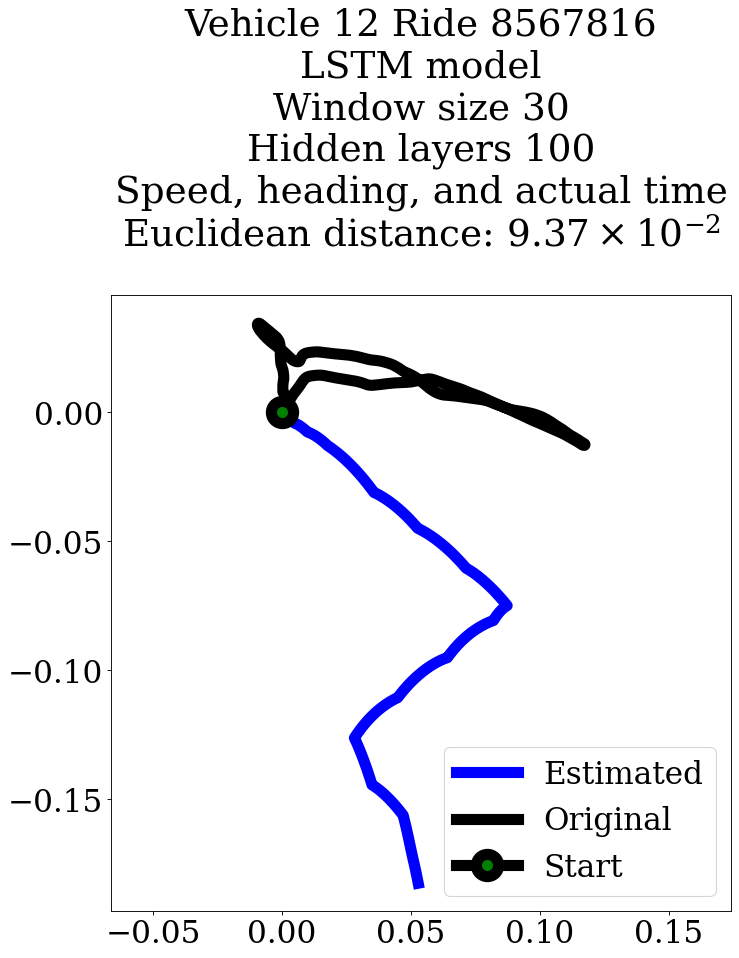 Vehicle 12 Ride 8567816
LSTM model
Window size 30
Hidden layers 100
Speed, heading, and actual time
Euclidean distance: 9.37 × 10⁻²
0.00
−0.05
−0.10
−0.15
Estimated
Original
Start
−0.05 0.00 0.05 0.10 0.15